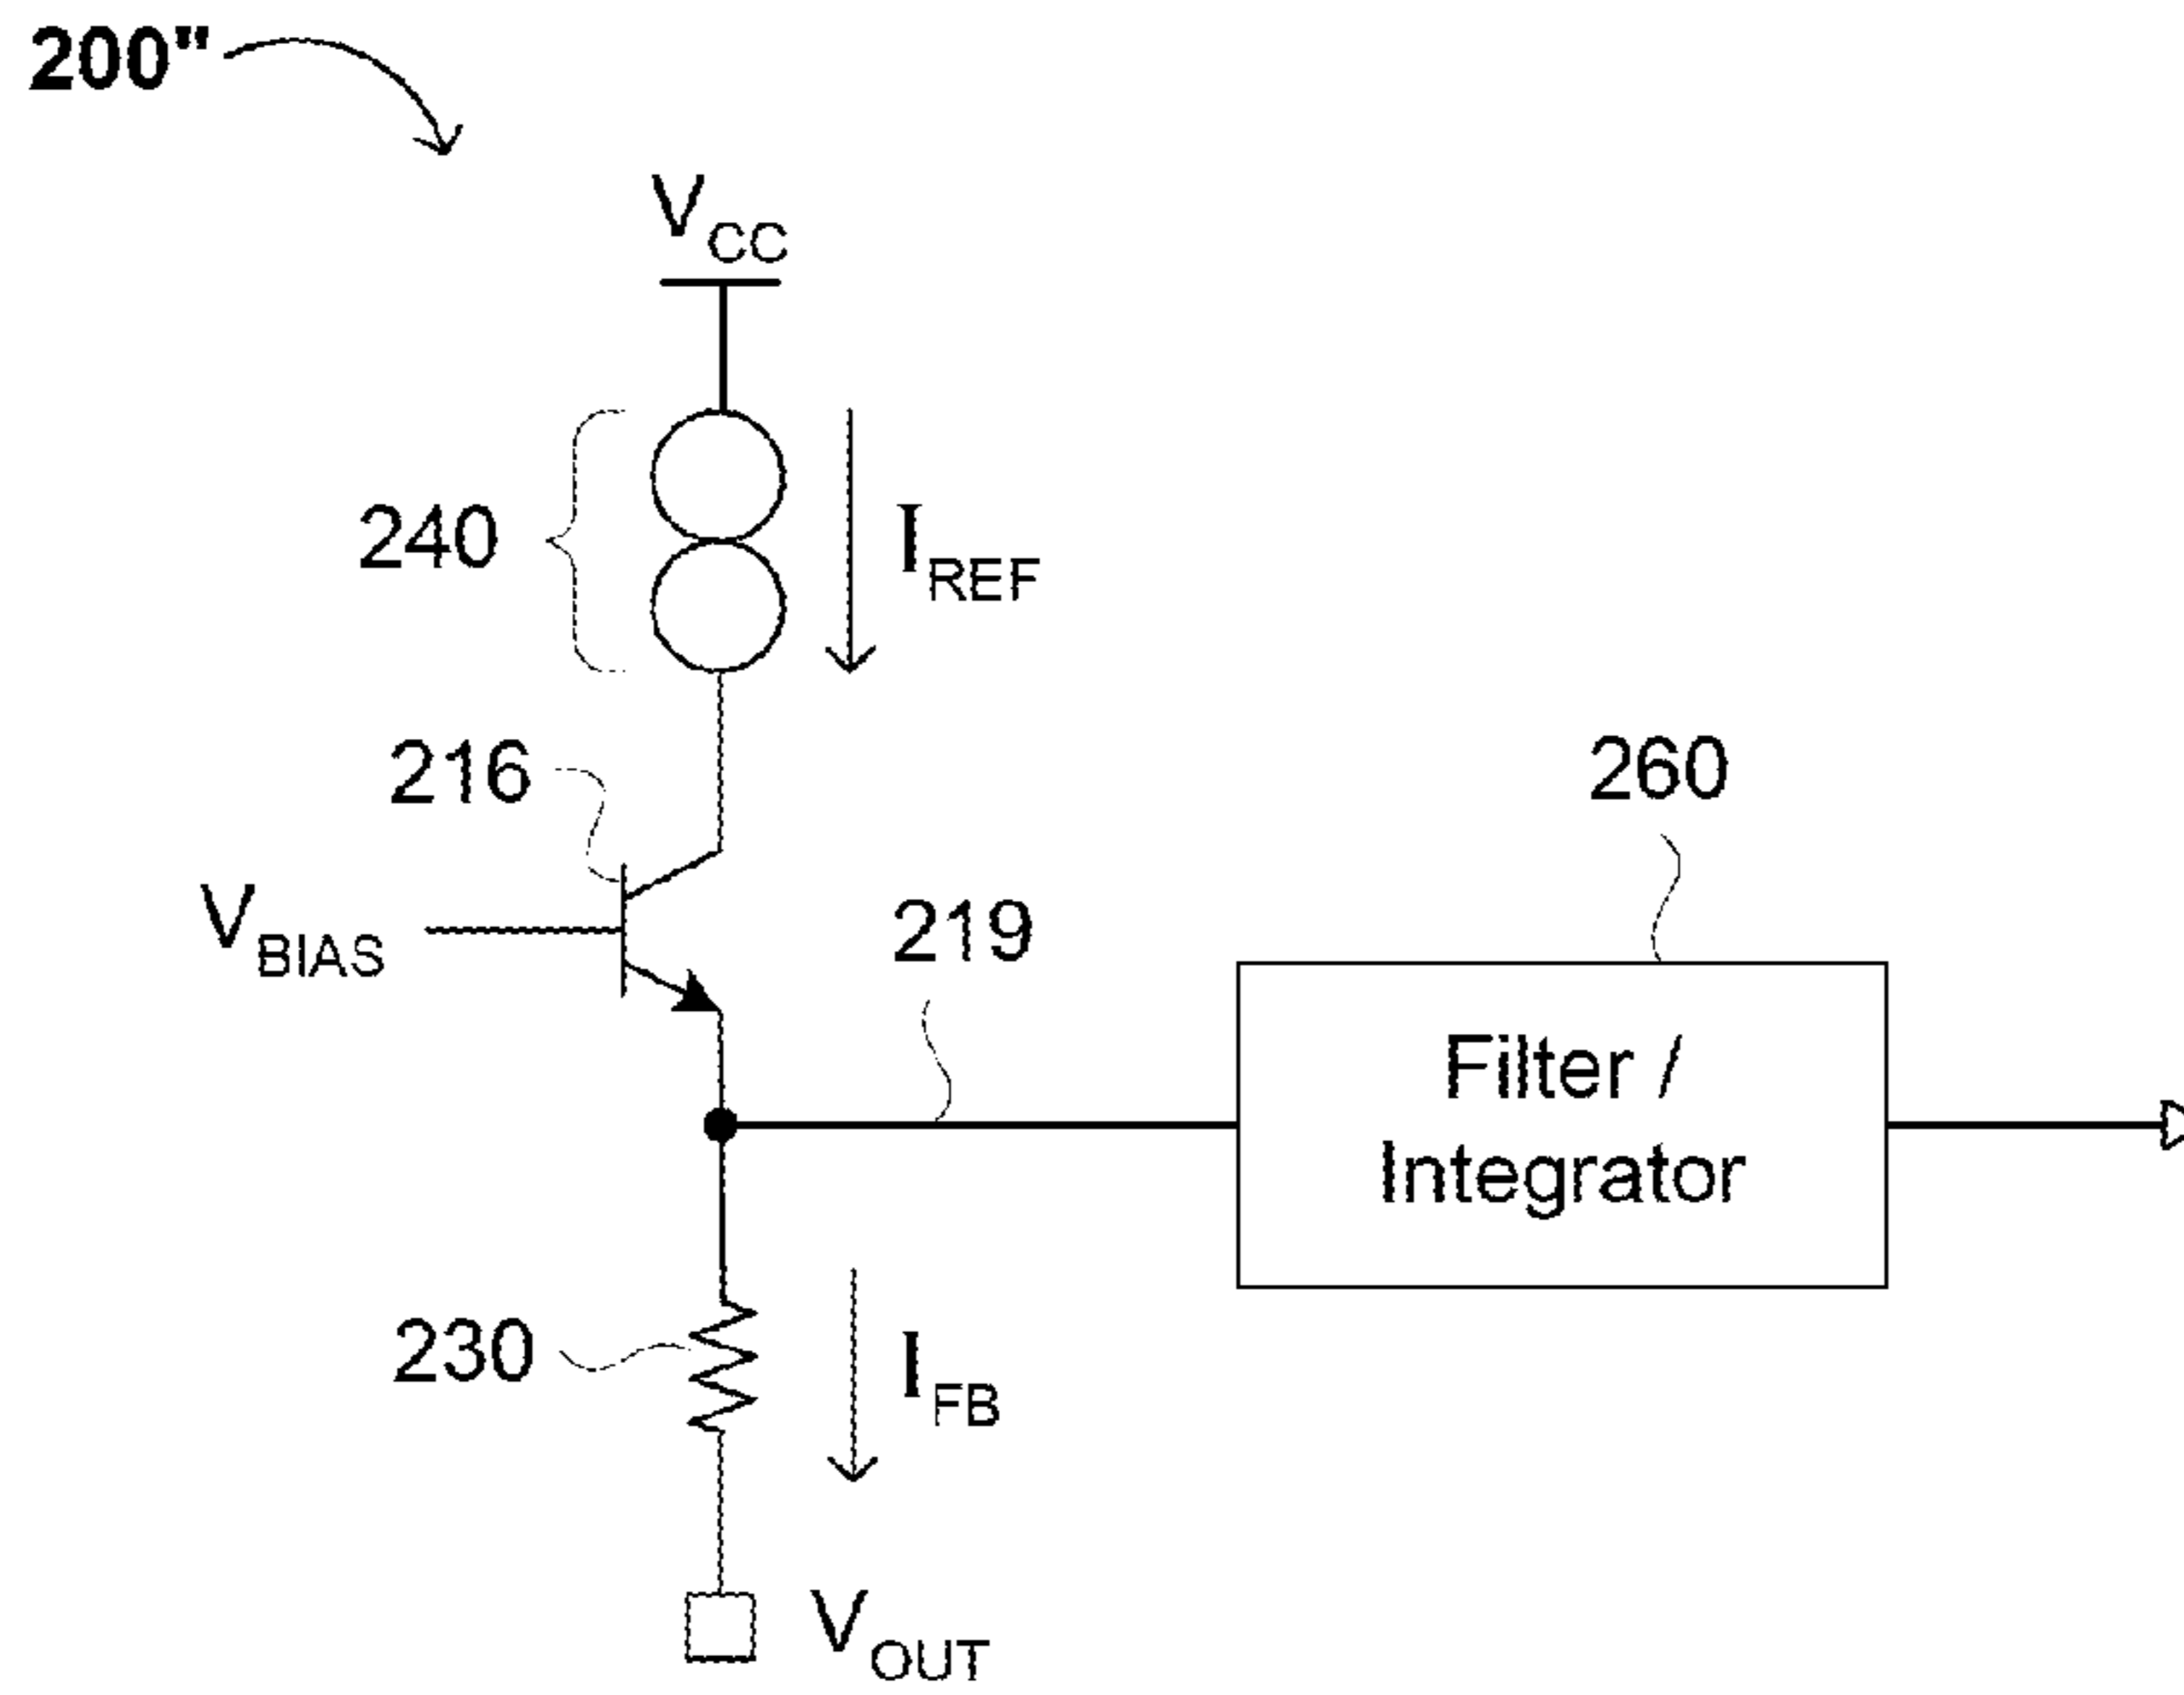 200"
VCC
240
IREF
216
260
VBIAS
219
Filter /
Integrator
230
IFB
VOUT